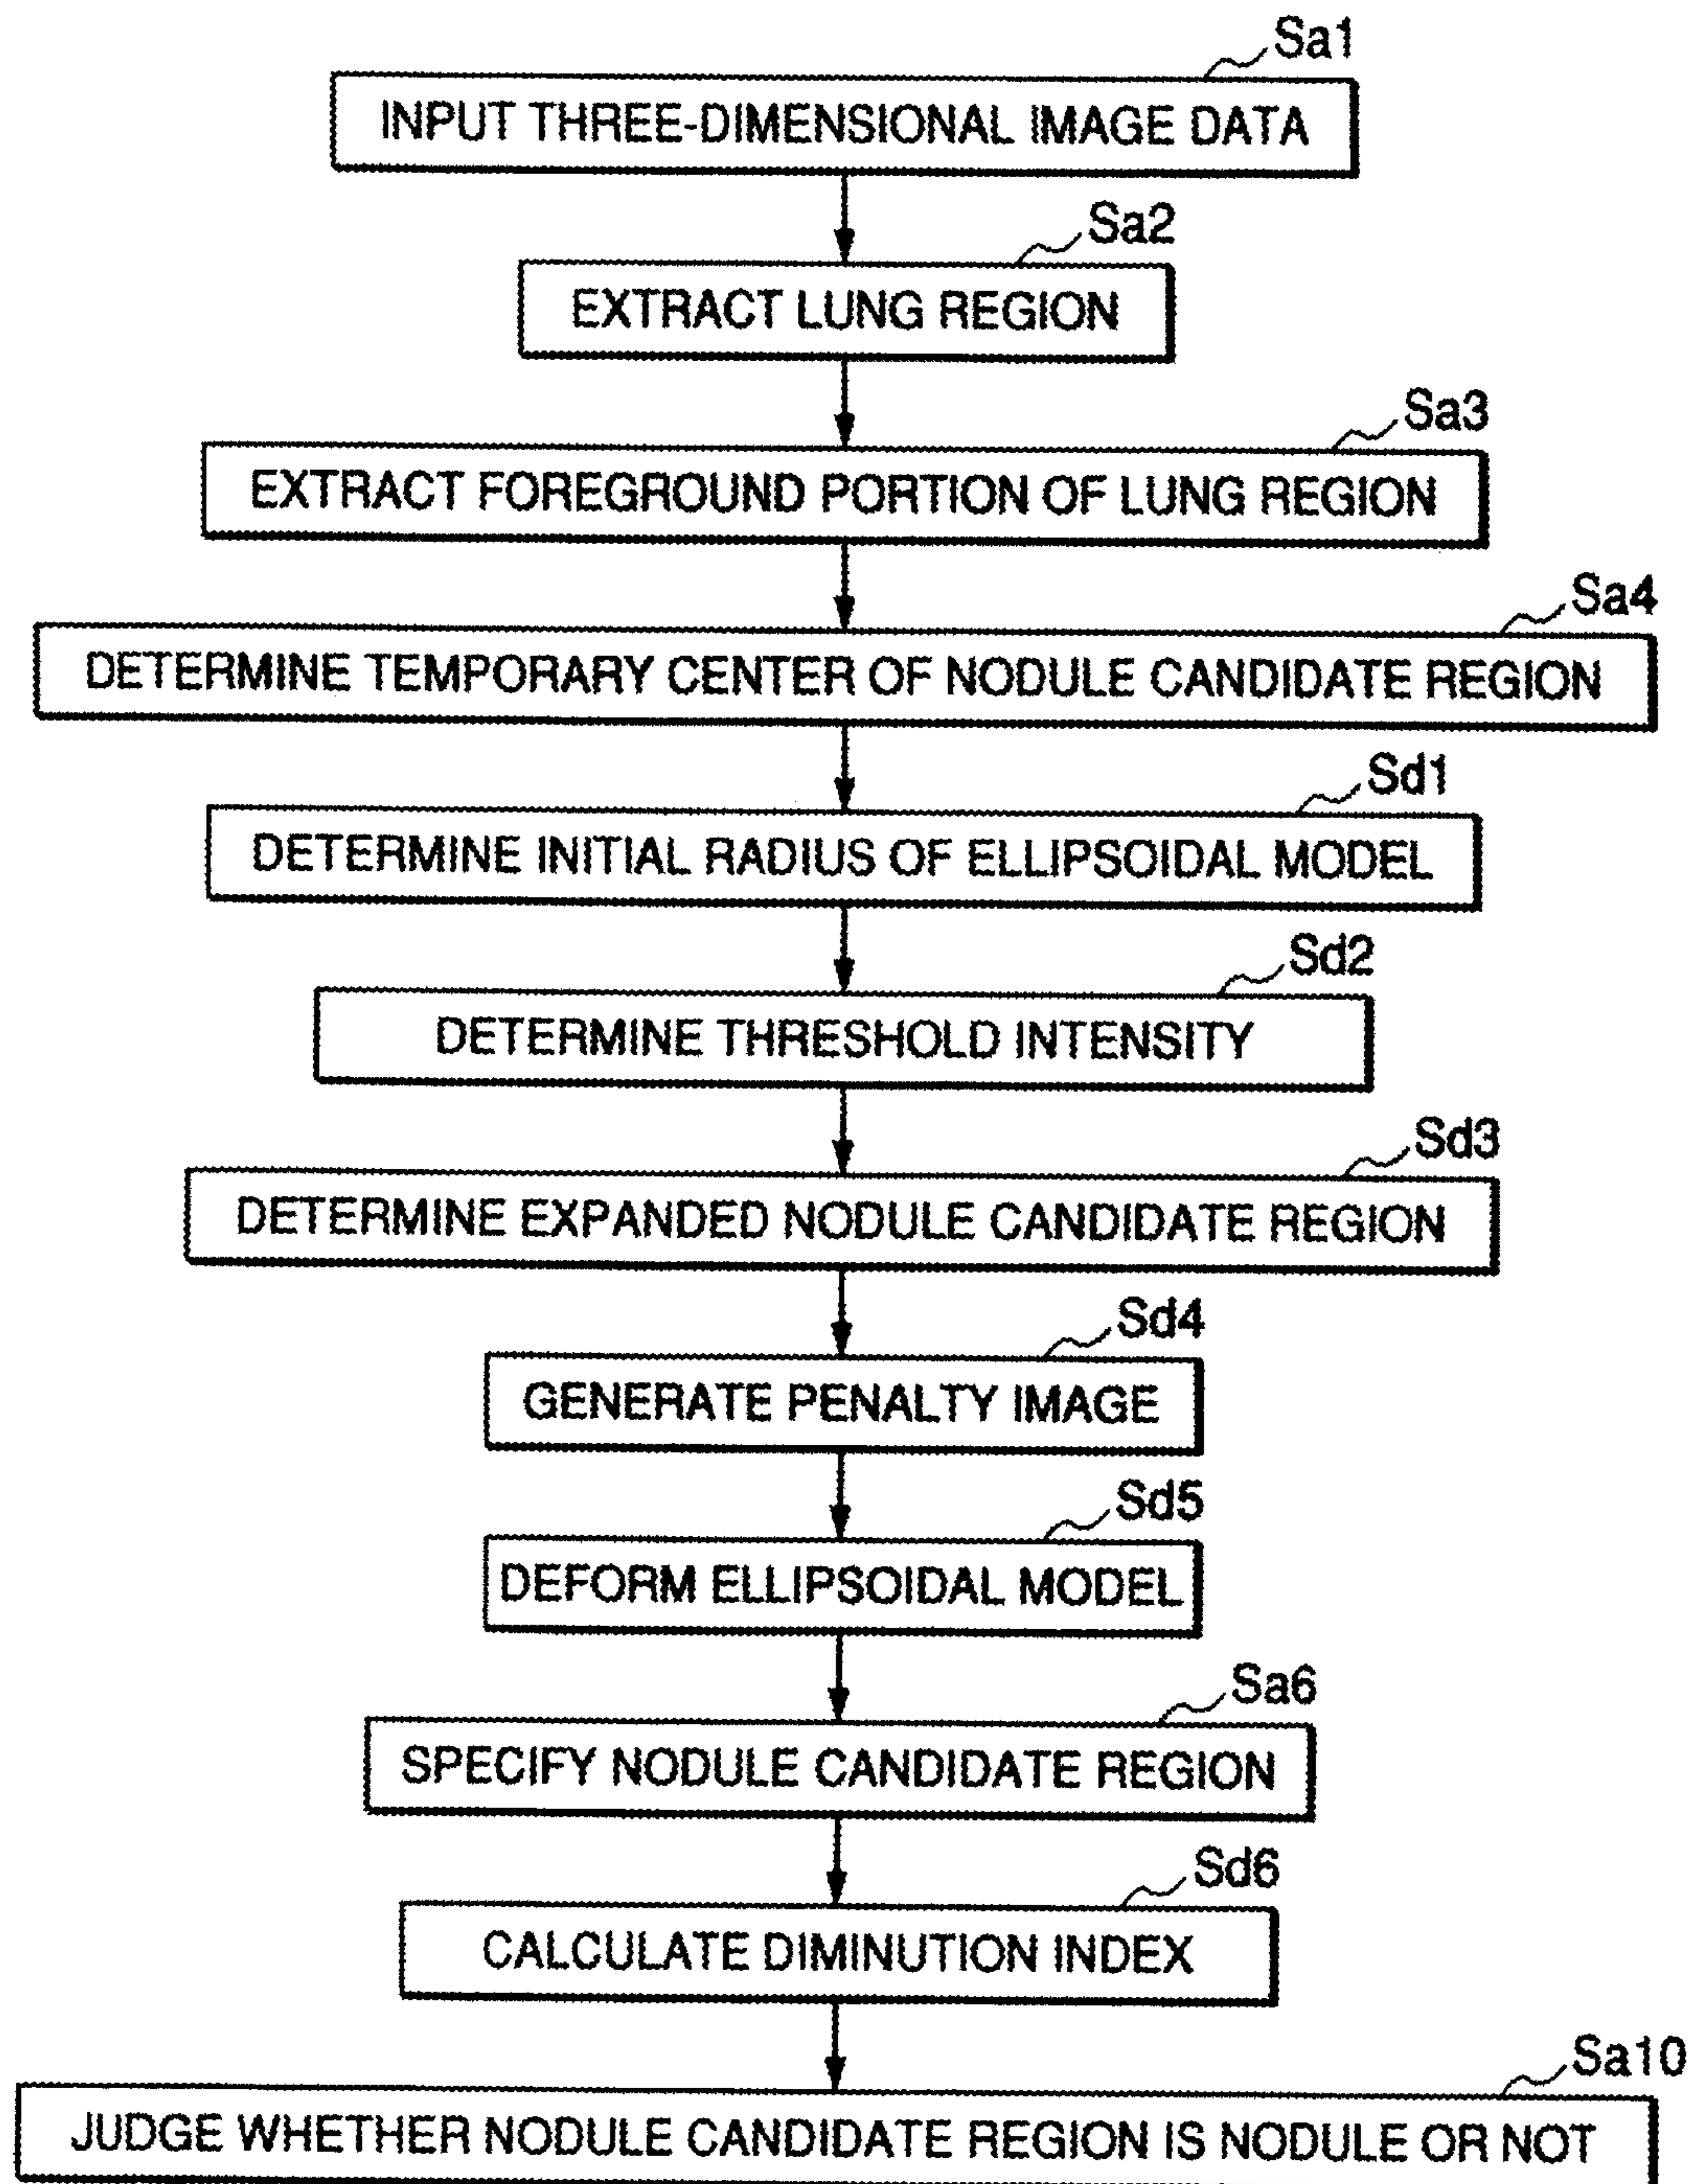 Sa1
INPUT THREE-DIMENSIONAL IMAGE DATA
Sa2
EXTRACT LUNG REGION
Sa3
EXTRACT FOREGROUND PORTION OF LUNG REGION
Sa4
DETERMINE TEMPORARY CENTER OF NODULE CANDIDATE REGION
Sd1
DETERMINE INITIAL RADIUS OF ELLIPSOIDAL MODEL
Sd2
DETERMINE THRESHOLD INTENSITY
Sd3
DETERMINE EXPANDED NODULE CANDIDATE REGION
Sd4
GENERATE PENALTY IMAGE
Sd5
DEFORM ELLIPSOIDAL MODEL
Sa6
SPECIFY NODULE CANDIDATE REGION
Sd6
CALCULATE DIMINUTION INDEX
Sa10
JUDGE WHETHER NODULE CANDIDATE REGION IS NODULE OR NOT